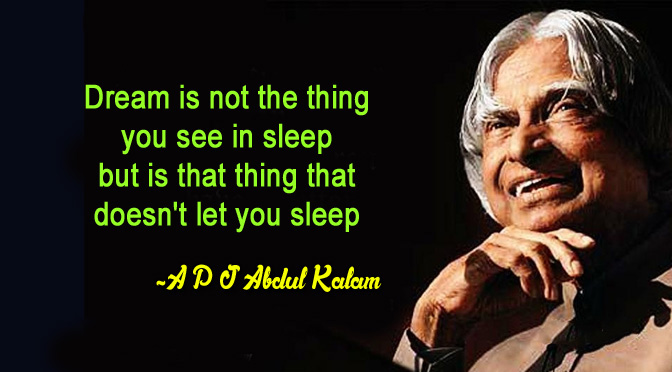 Dream is not the thing
you see in sleep
but is that thing that
doesn't let you sleep
~A P J Abdul Kalam